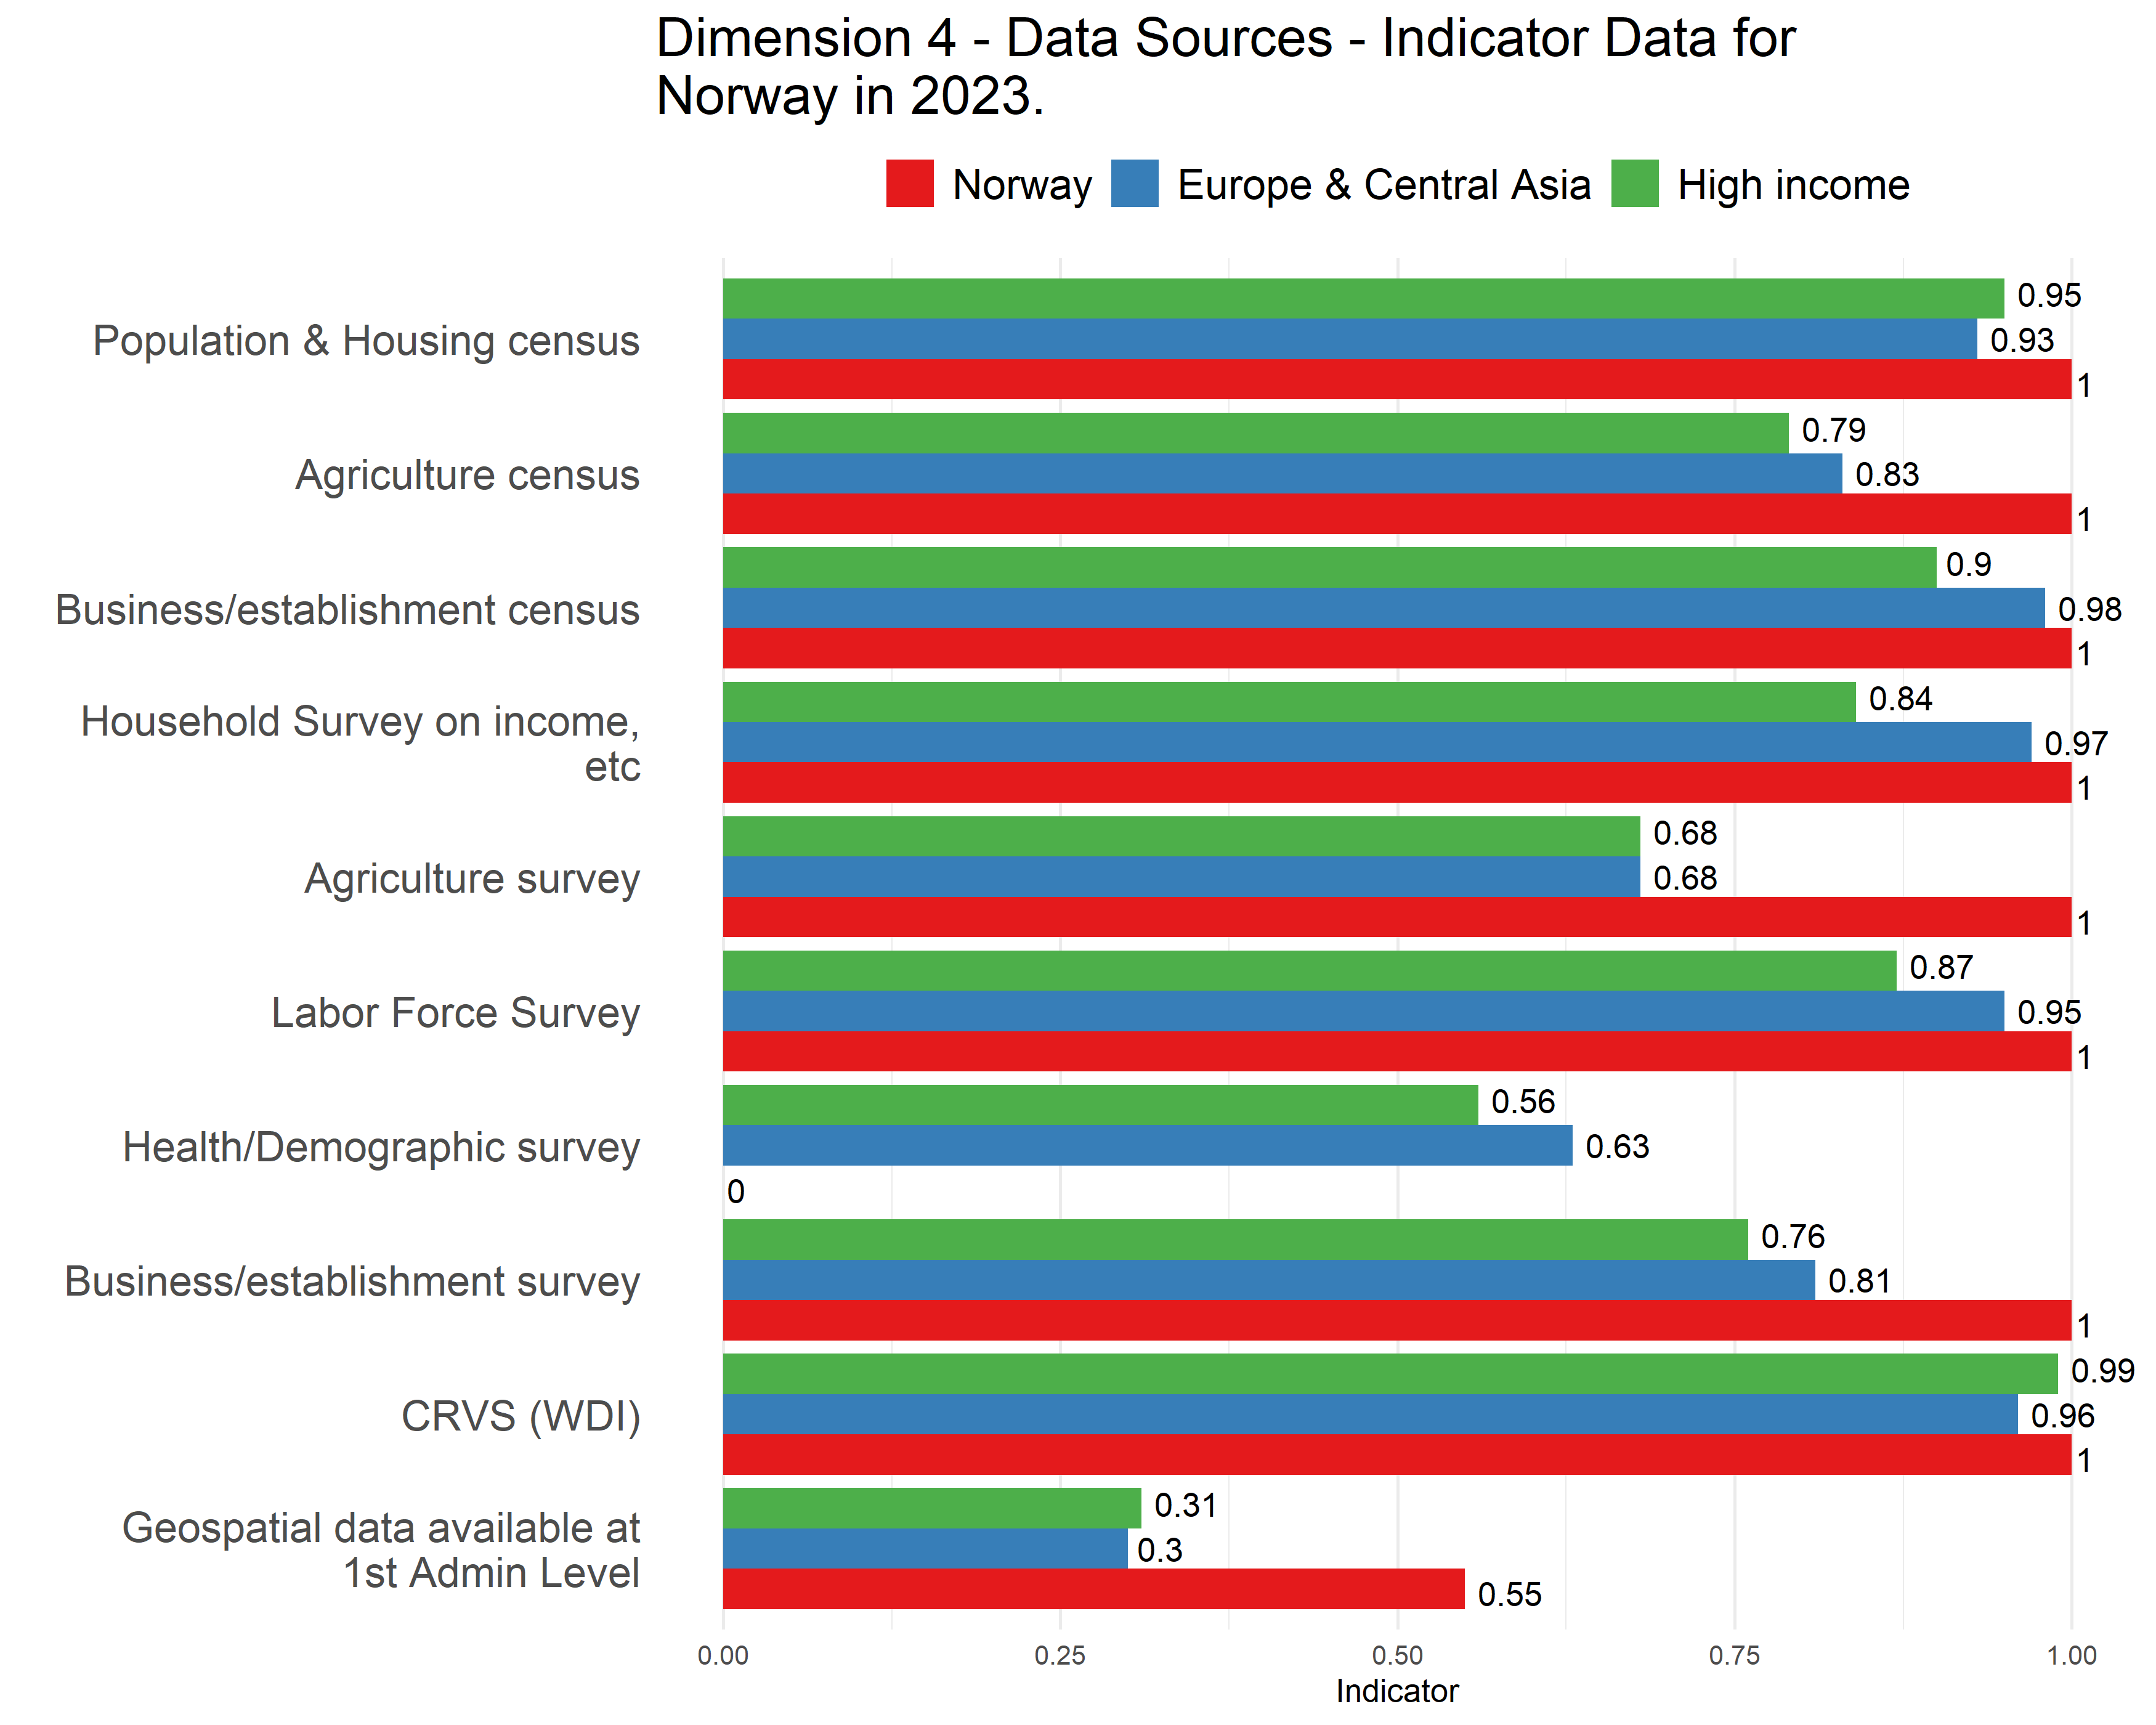 Dimension 4 - Data Sources - Indicator Data for
Norway in 2023.
Norway Europe & Central Asia High income
Population & Housing census
0.95
0.93
1
Agriculture census
0.79
0.83
1
Business/establishment census
0.9
0.98
1
Household Survey on income,
etc
0.84
0.97
1
Agriculture survey
0.68
0.68
1
Labor Force Survey
0.87
0.95
1
Health/Demographic survey
0.56
0.63
0
Business/establishment survey
0.76
0.81
1
CRVS (WDI)
0.99
0.96
1
Geospatial data available at
1st Admin Level
0.31
0.3
0.55
0.00 0.25 0.50 0.75 1.00
Indicator